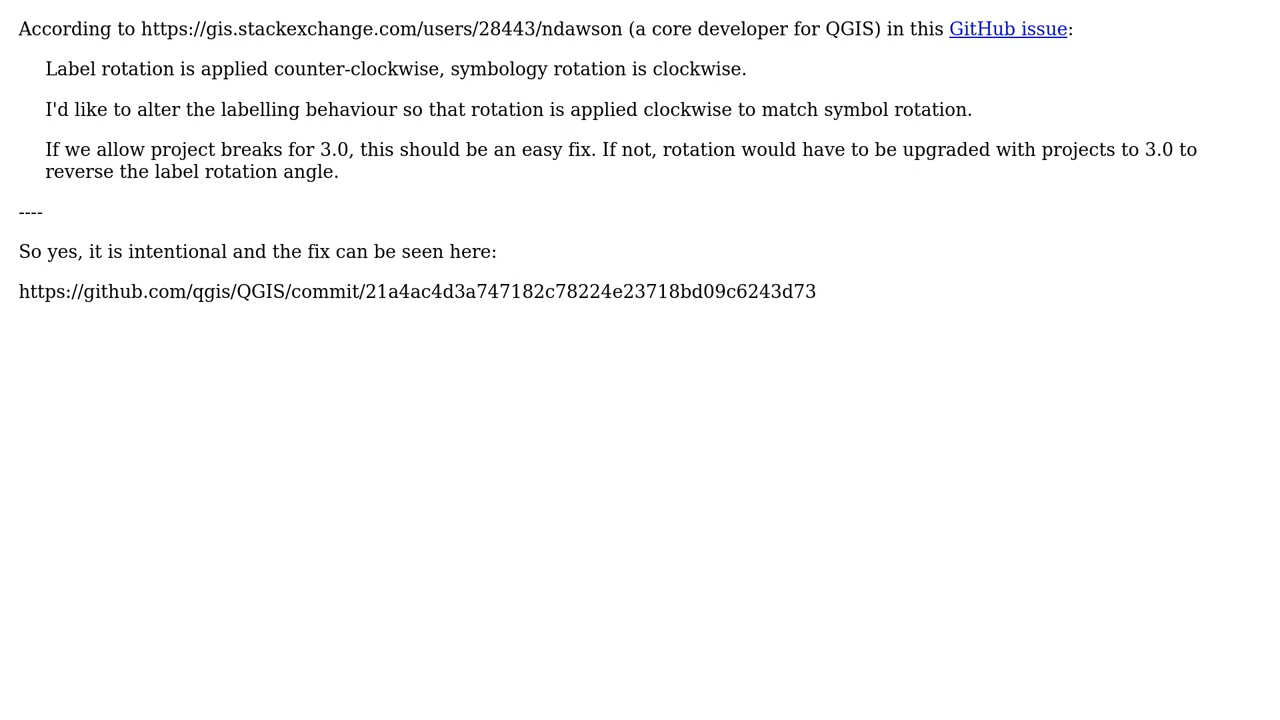 According to https://gis.stackexchange.com/users/28443/ndawson (a core developer for QGIS) in this GitHub issue:
Label rotation is applied counter-clockwise, symbology rotation is clockwise.
I'd like to alter the labelling behaviour so that rotation is applied clockwise to match symbol rotation.
If we allow project breaks for 3.0, this should be an easy fix. If not, rotation would have to be upgraded with projects to 3.0 to
reverse the label rotation angle.
----
So yes, it is intentional and the fix can be seen here:
https://github.com/qgis/QGIS/commit/21a4ac4d3a747182c78224e23718bd09c6243d73